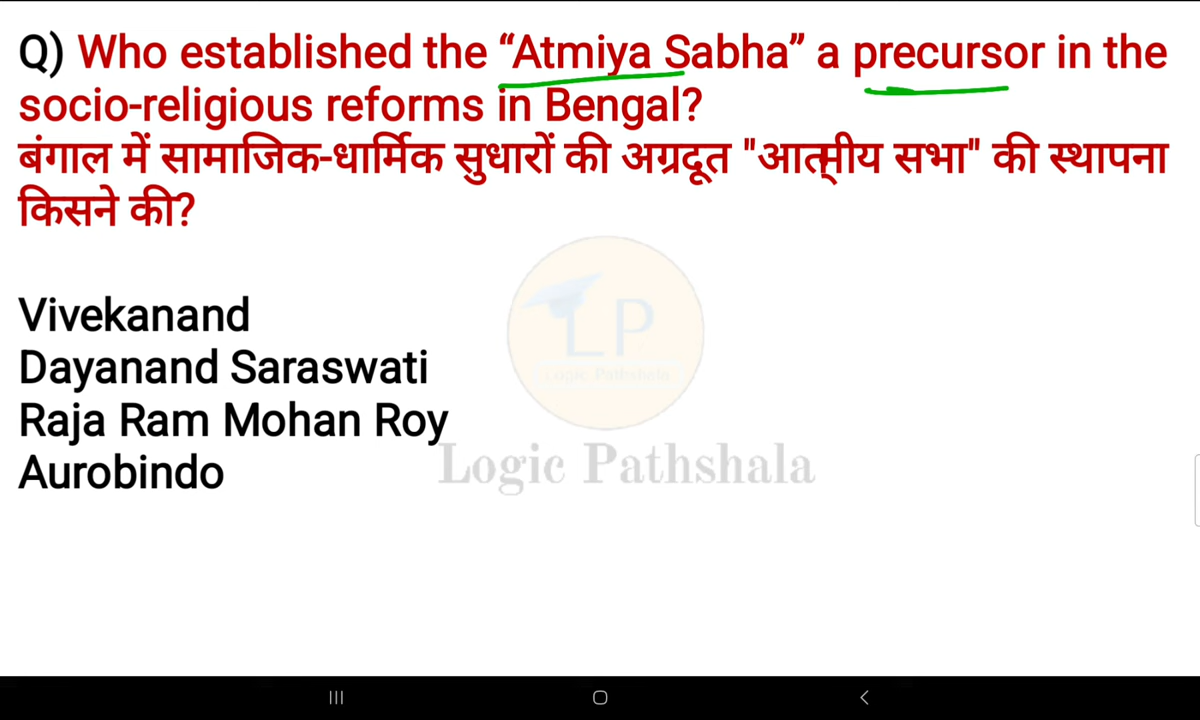 Q) Who established the “Atmiya Sabha” a precursor in the
socio-religious reforms in Bengal?
बंगाल में सामाजिक-धार्मिक सुधारों की अग्रदूत "आत्मीय सभा" की स्थापना
किसने की?
Vivekanand
Dayanand Saraswati
Raja Ram Mohan Roy
Aurobindo
LP
Logic Pathshala
Logic Pathshala